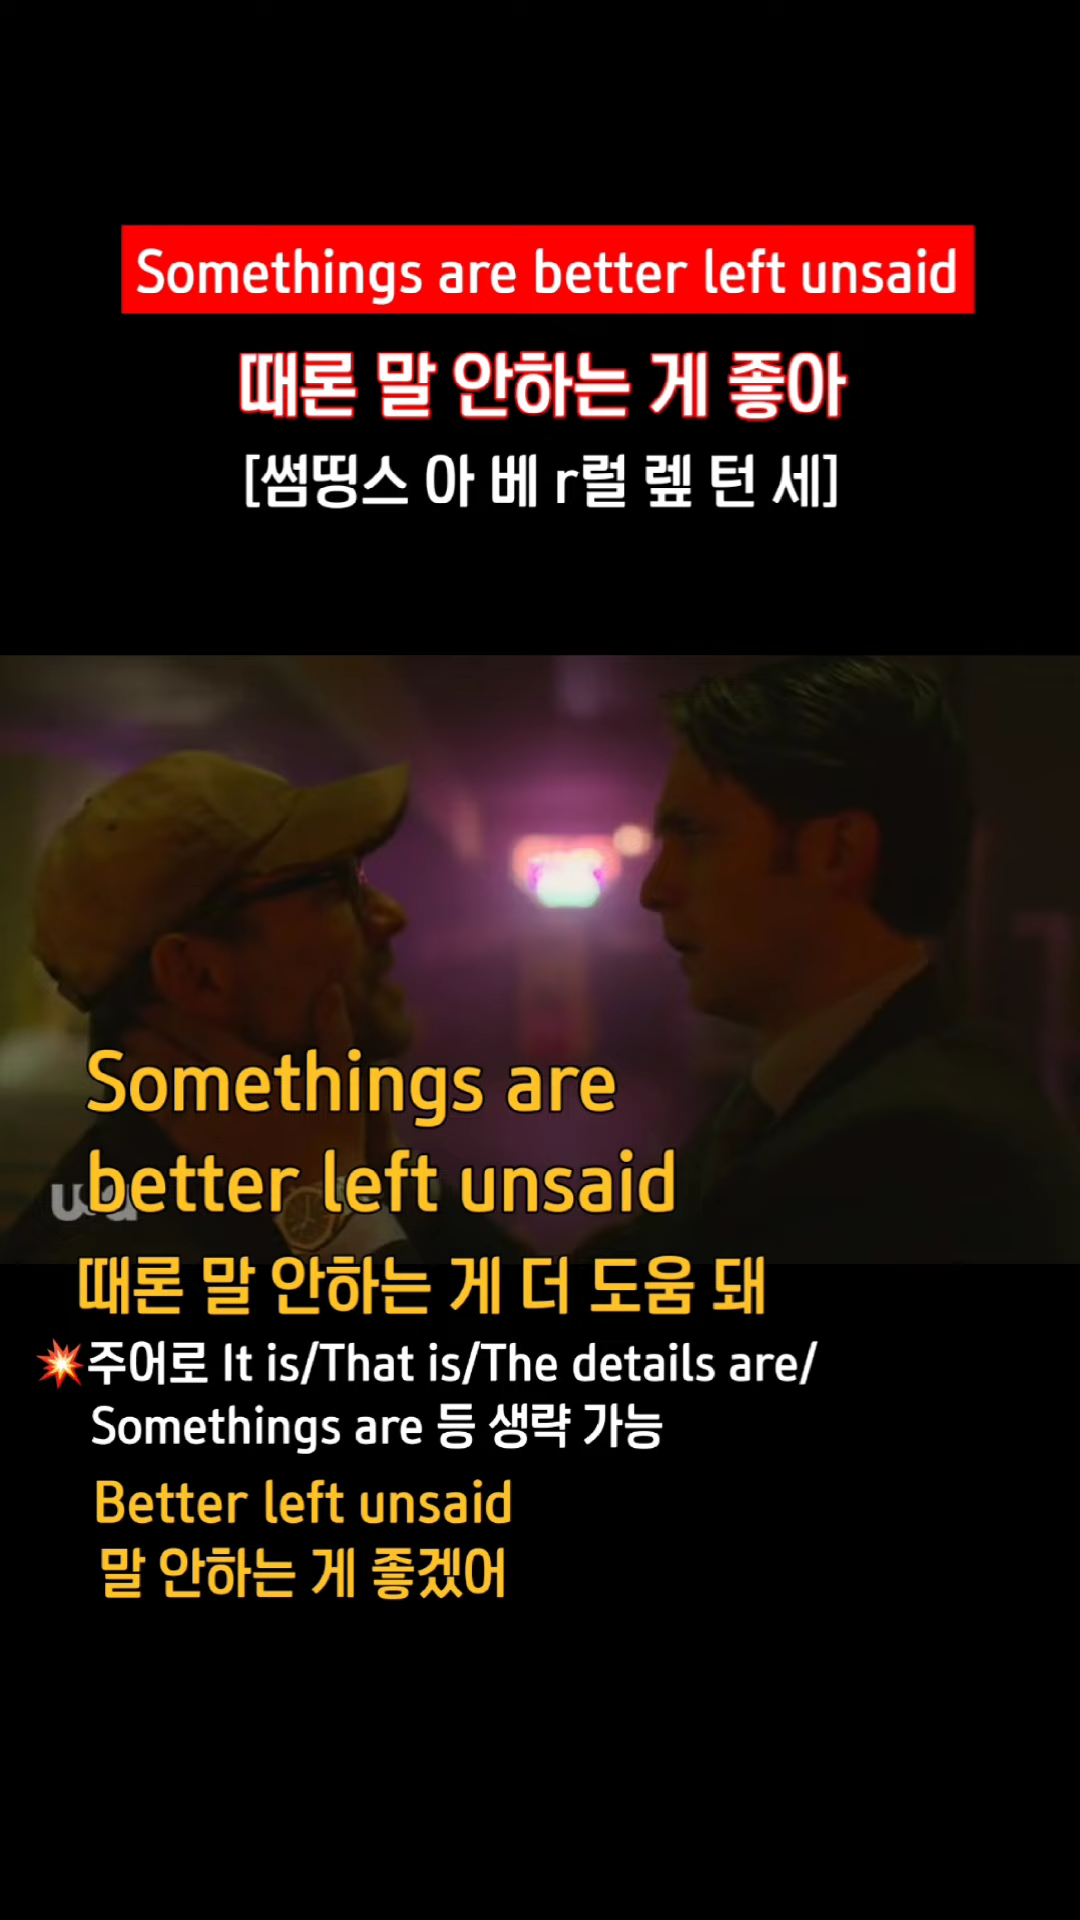 Somethings are better left unsaid
때론 말 안하는 게 좋아
[썸띵스 아 베 r럴 렢 턴 세]
Somethings are
better left unsaid
usa
때론 말 안하는 게 더 도움 돼
💥주어로 It is/That is/The details are/
Somethings are 등 생략 가능
Better left unsaid
말 안하는 게 좋겠어